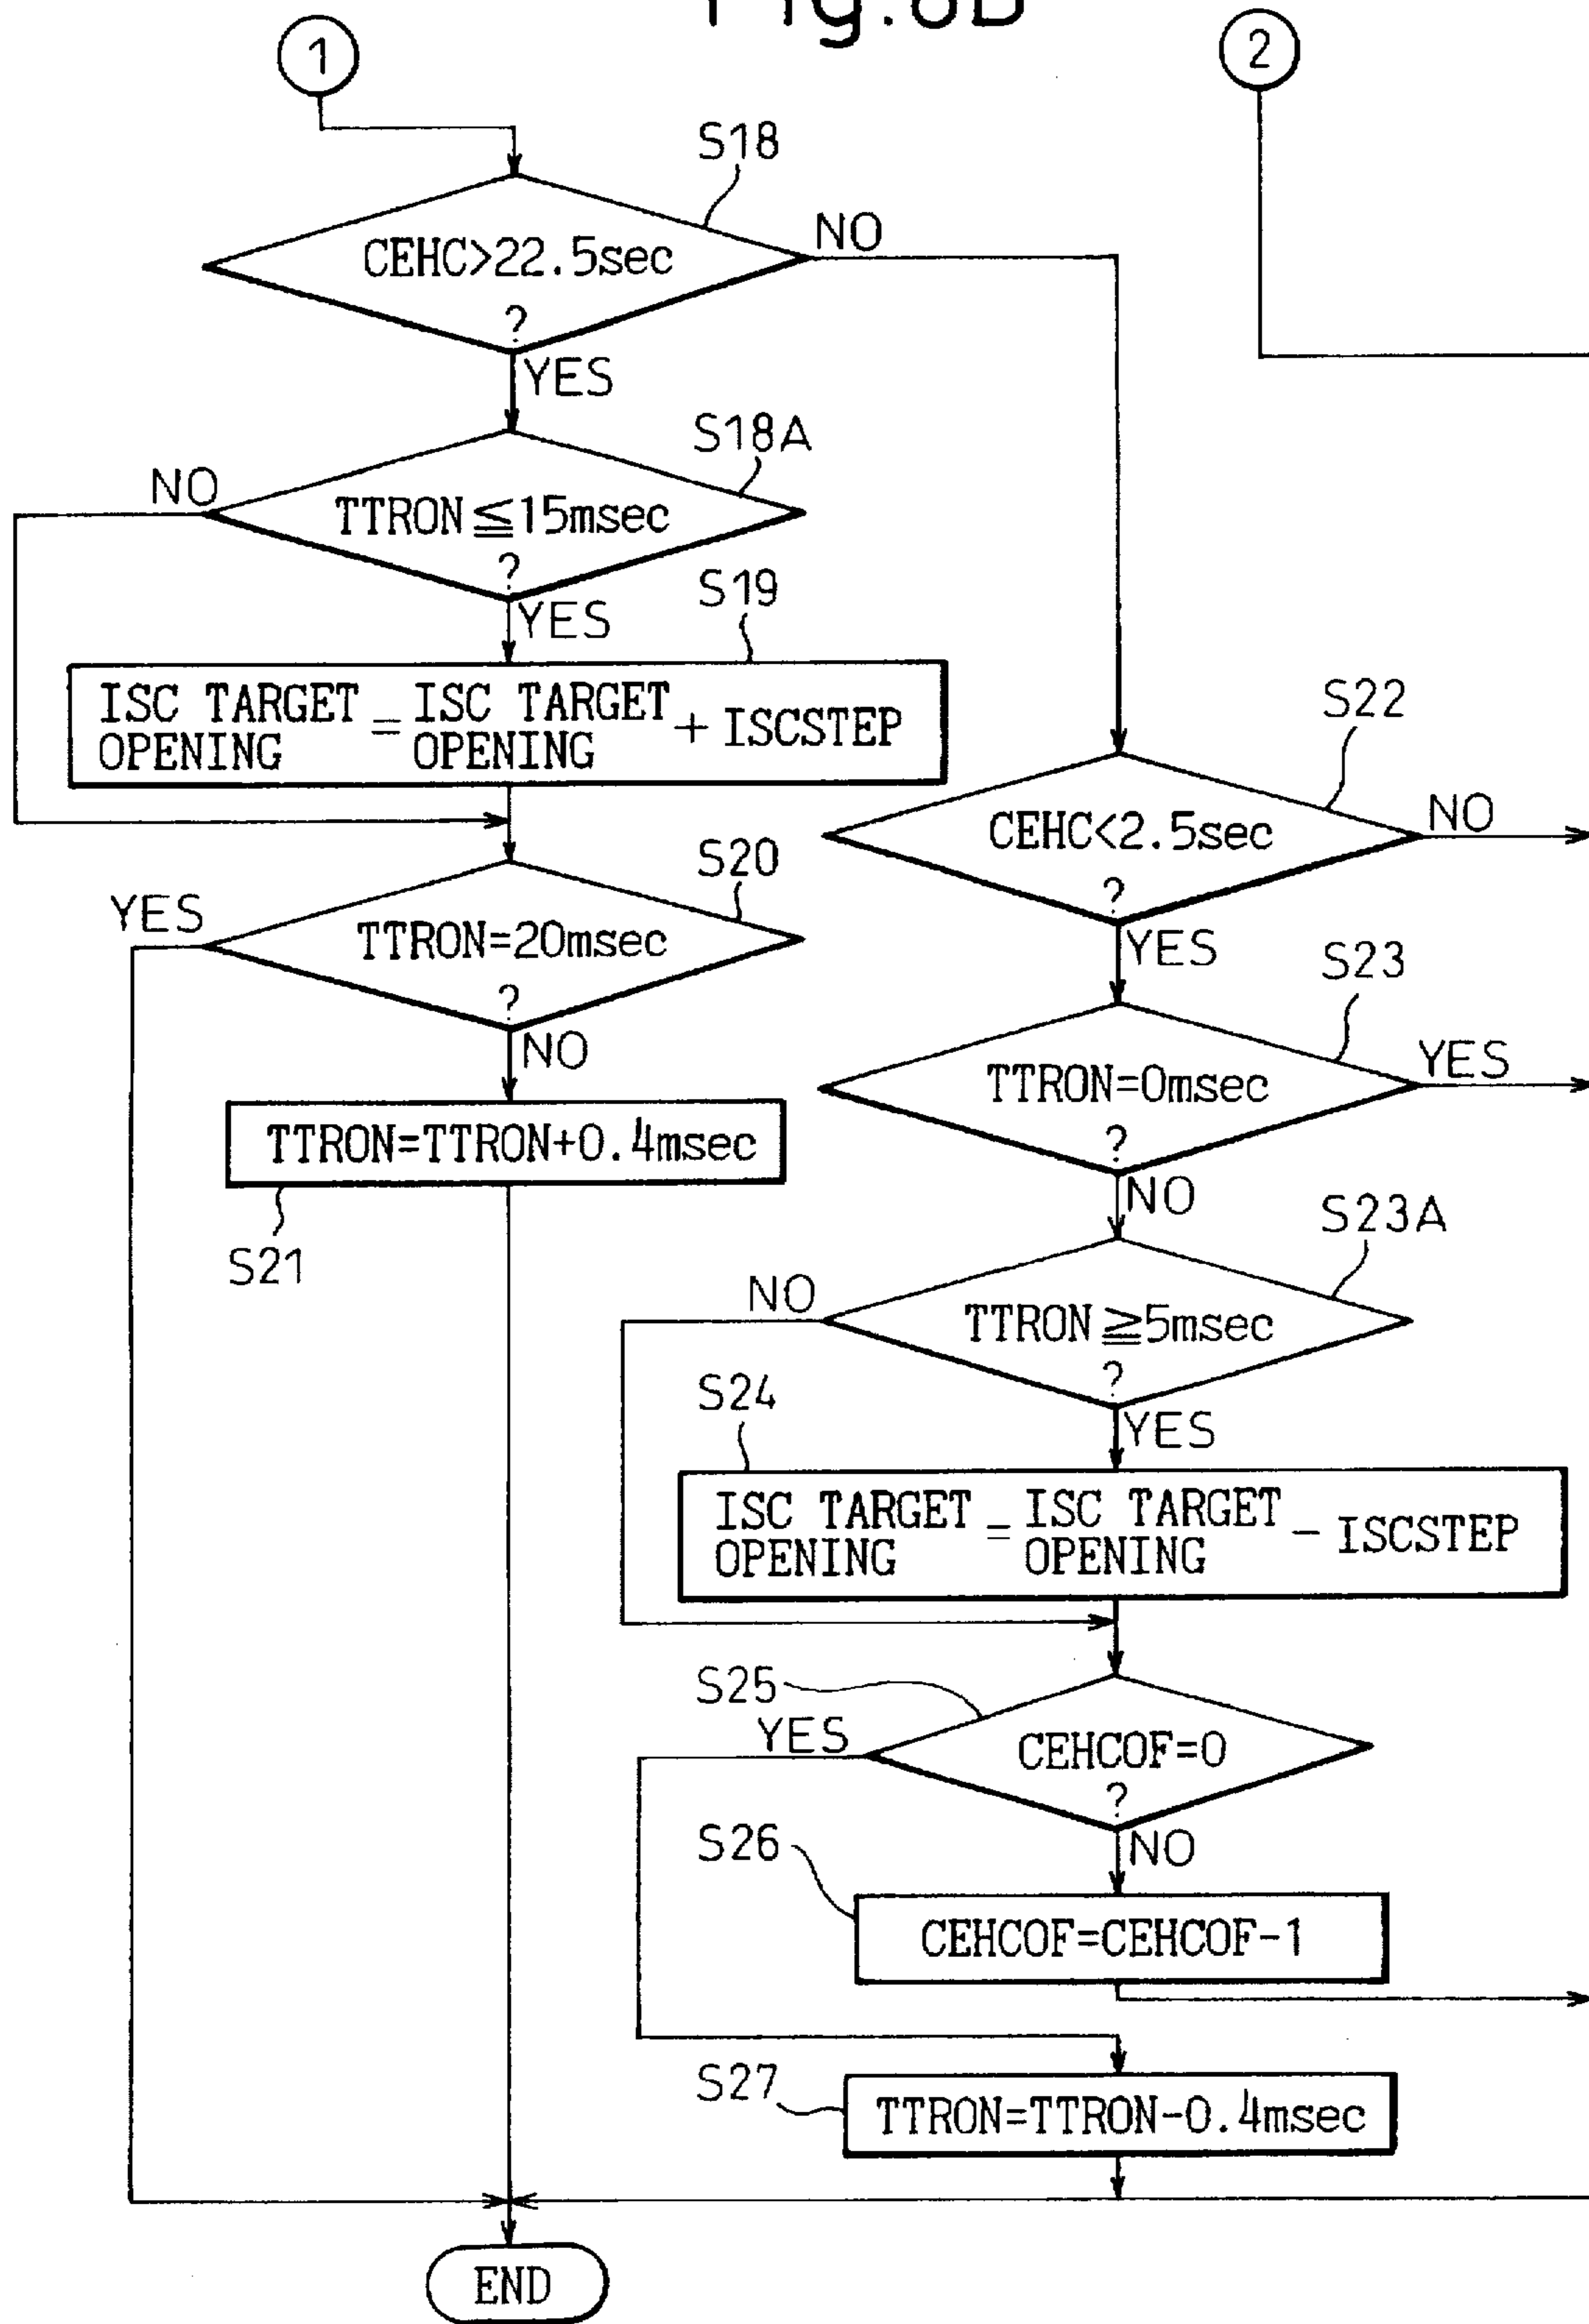 Fig.8B
1
2
S18
CEHC>22.5sec
?
NO
YES
S18A
TTRON≦15msec
?
NO
YES
S19
ISC TARGET OPENING = ISC TARGET OPENING + ISCSTEP
S20
TTRON=20msec
?
YES
NO
TTRON=TTRON+0.4msec
S21
S22
CEHC<2.5sec
?
NO
YES
S23
TTRON=0msec
?
YES
NO
S23A
TTRON≧5msec
?
NO
YES
S24
ISC TARGET OPENING = ISC TARGET OPENING - ISCSTEP
S25
CEHCOF=0
?
YES
NO
S26
CEHCOF=CEHCOF-1
S27
TTRON=TTRON-0.4msec
END